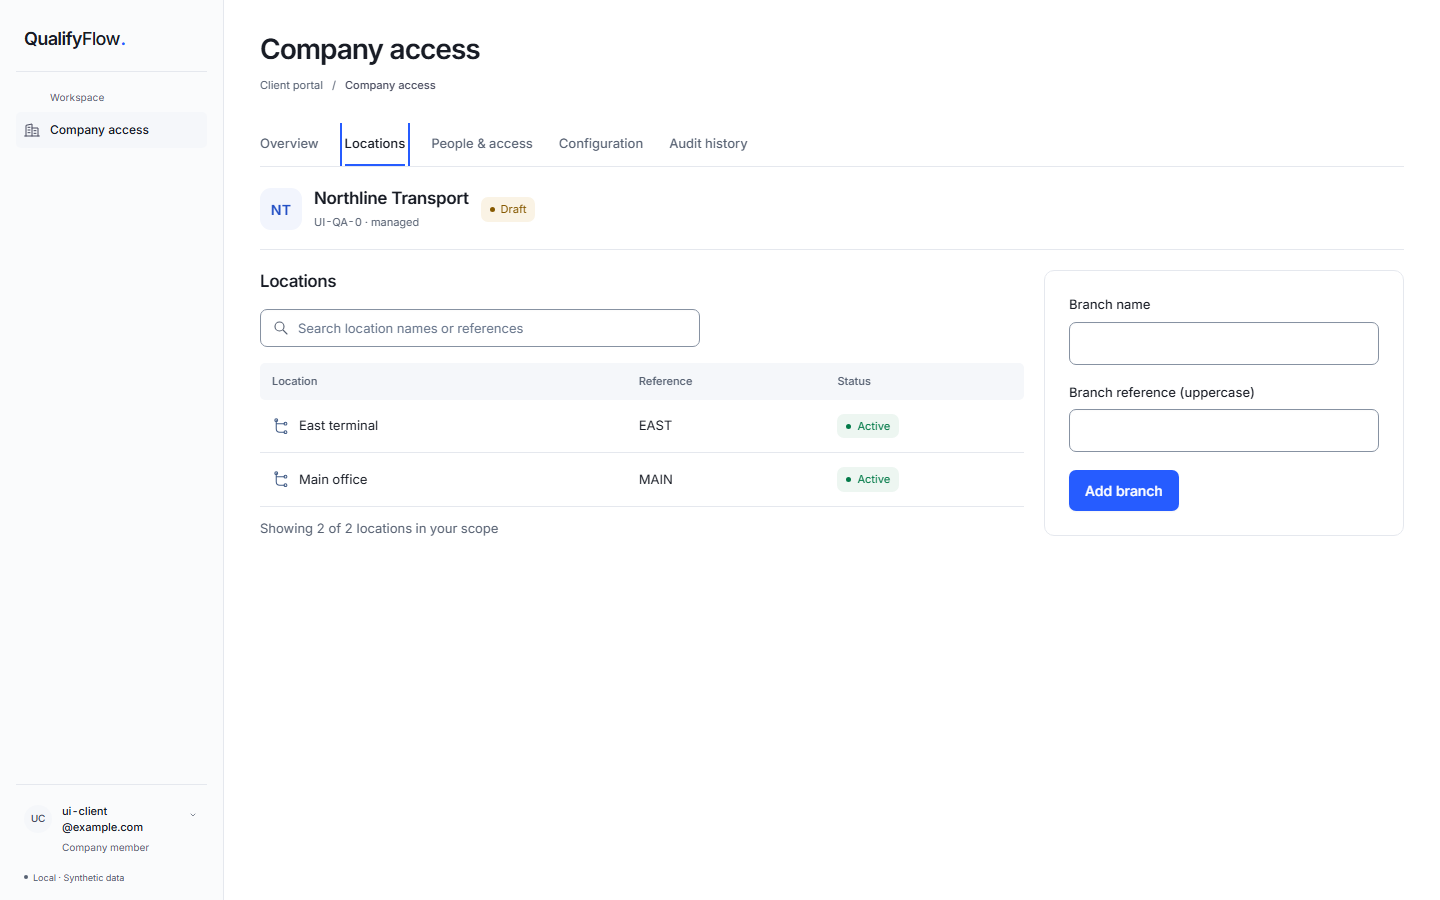 QualifyFlow.
Workspace
Company access
Company access
Client portal / Company access
Overview Locations People & access Configuration Audit history
NT
Northline Transport
UI-QA-0 · managed
Draft
Locations
Search location names or references
Location Reference Status
East terminal EAST Active
Main office MAIN Active
Showing 2 of 2 locations in your scope
Branch name
Branch reference (uppercase)
Add branch
UC
ui-client
@example.com
Company member
Local · Synthetic data